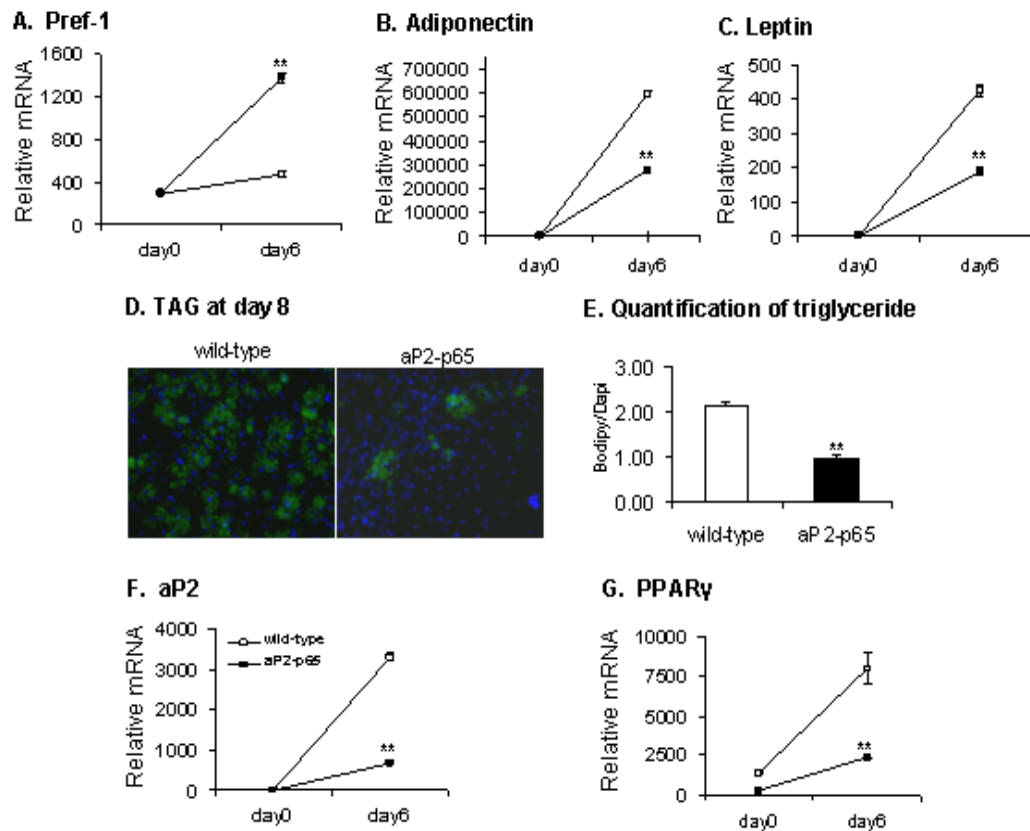 A. Pref-1
Relative mRNA
1600
1200
800
400
0
**
day0 day6
B. Adiponectin
Relative mRNA
700000
600000
500000
400000
300000
200000
100000
0
**
day0 day6
C. Leptin
Relative mRNA
500
400
300
200
100
0
**
day0 day6
D. TAG at day 8
wild-type aP2-p65
E. Quantification of triglyceride
Bodipy/Dapi
3.00
2.00
1.00
0.00
**
wild-type aP2-p65
F. aP2
Relative mRNA
4000
3000
2000
1000
0
wild-type
aP2-p65
**
day0 day6
G. PPARγ
Relative mRNA
10000
7500
5000
2500
0
**
day0 day6